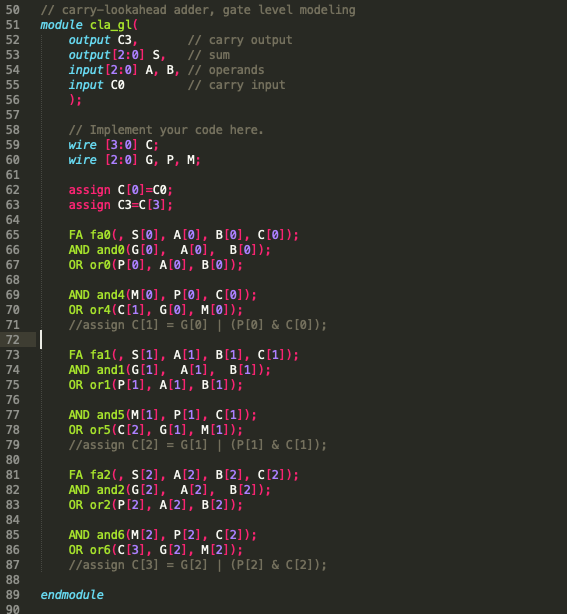 50 // carry-lookahead adder, gate level modeling
51 module cla_gl(
52 output C3, // carry output
53 output[2:0] S, // sum
54 input[2:0] A, B, // operands
55 input C0 // carry input
56 );
57
58 // Implement your code here.
59 wire [3:0] C;
60 wire [2:0] G, P, M;
61
62 assign C[0]=C0;
63 assign C3=C[3];
64
65 FA fa0(, S[0], A[0], B[0], C[0]);
66 AND and0(G[0], A[0], B[0]);
67 OR or0(P[0], A[0], B[0]);
68
69 AND and4(M[0], P[0], C[0]);
70 OR or4(C[1], G[0], M[0]);
71 //assign C[1] = G[0] | (P[0] & C[0]);
72
73 FA fa1(, S[1], A[1], B[1], C[1]);
74 AND and1(G[1], A[1], B[1]);
75 OR or1(P[1], A[1], B[1]);
76
77 AND and5(M[1], P[1], C[1]);
78 OR or5(C[2], G[1], M[1]);
79 //assign C[2] = G[1] | (P[1] & C[1]);
80
81 FA fa2(, S[2], A[2], B[2], C[2]);
82 AND and2(G[2], A[2], B[2]);
83 OR or2(P[2], A[2], B[2]);
84
85 AND and6(M[2], P[2], C[2]);
86 OR or6(C[3], G[2], M[2]);
87 //assign C[3] = G[2] | (P[2] & C[2]);
88
89 endmodule
90